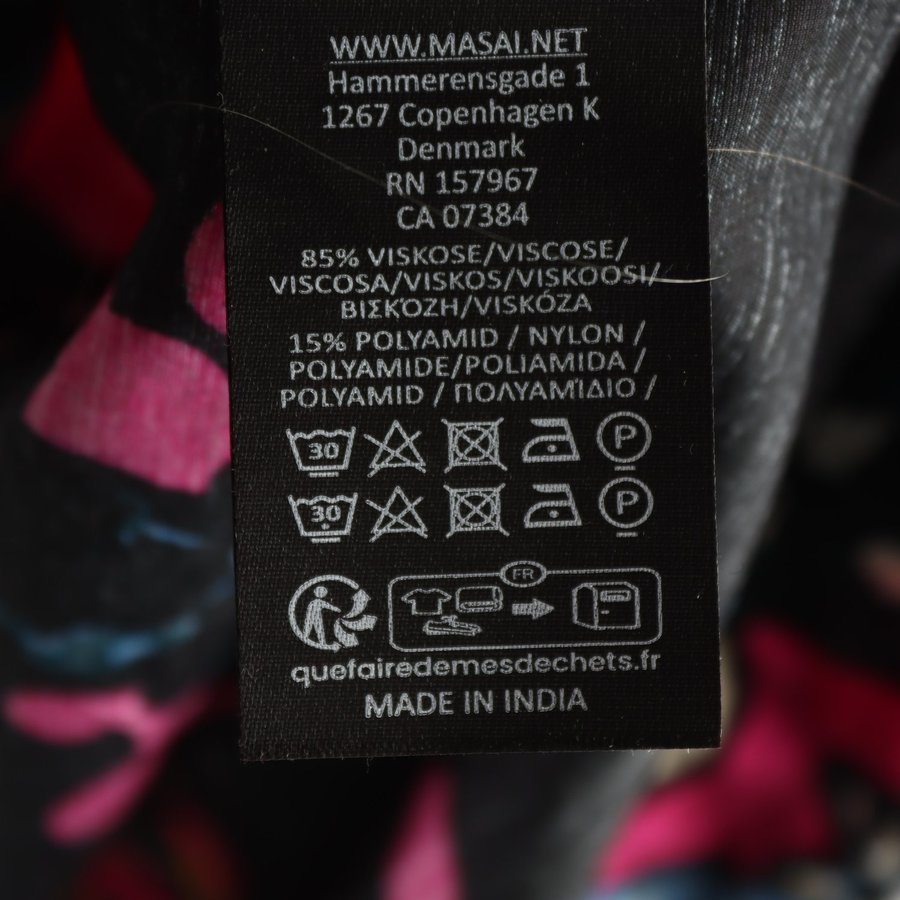 WWW.MASAI.NET
Hammerensgade 1
1267 Copenhagen K
Denmark
RN 157967
CA 07384
85% VISKOSE/VISCOSE/
VISCOSA/VISKOS/VISKOOSI/
ΒΙΣΚΟΖΗ/VISKÓZA
15% POLYAMID / NYLON /
POLYAMIDE/POLIAMIDA /
POLYAMID / ΠΟΛΥΑΜΊΔΙΟ /
30 P
30 P
FR
quefairedemesdechets.fr
MADE IN INDIA